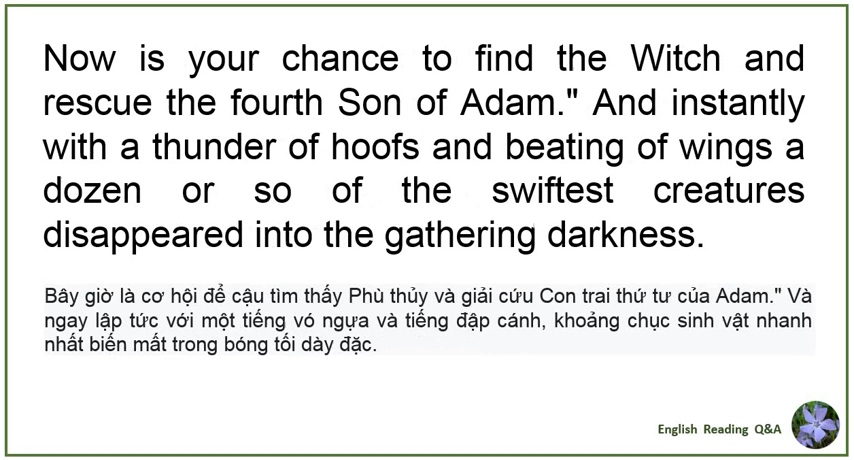 Now is your chance to find the Witch and
rescue the fourth Son of Adam." And instantly
with a thunder of hoofs and beating of wings a
dozen or so of the swiftest creatures
disappeared into the gathering darkness.
Bây giờ là cơ hội để cậu tìm thấy Phù thủy và giải cứu Con trai thứ tư của Adam." Và
ngay lập tức với một tiếng vó ngựa và tiếng đập cánh, khoảng chục sinh vật nhanh
nhất biến mất trong bóng tối dày đặc.
English Reading Q&A